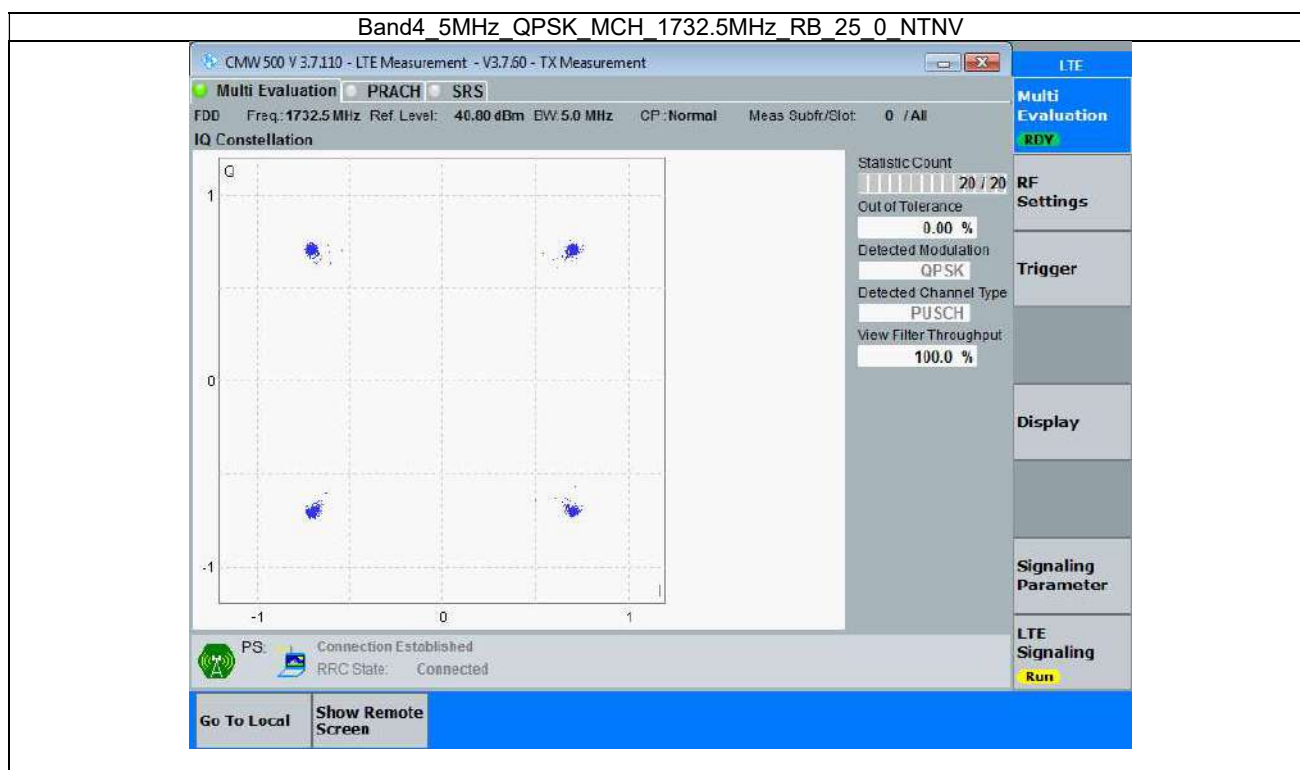 Band4_5MHz_QPSK_MCH_1732.5MHz_RB_25_0_NTNV
CMW 500 V 3.7.110 - LTE Measurement - V3.7.60 - TX Measurement
LTE
Multi Evaluation PRACH SRS
FDD Freq.: 1732.5 MHz Ref. Level: 40.80 dBm BW: 5.0 MHz CP: Normal Meas Subfr/Slot: 0 / All
IQ Constellation
Q
1
0
-1
-1 0 1
I
Statistic Count
20 / 20
Out of Tolerance
0.00 %
Detected Modulation
QPSK
Detected Channel Type
PUSCH
View Filter Throughput
100.0 %
Multi
Evaluation
RDY
RF
Settings
Trigger
Display
Signaling
Parameter
LTE
Signaling
Run
PS:
Connection Established
RRC State: Connected
Go To Local
Show Remote
Screen